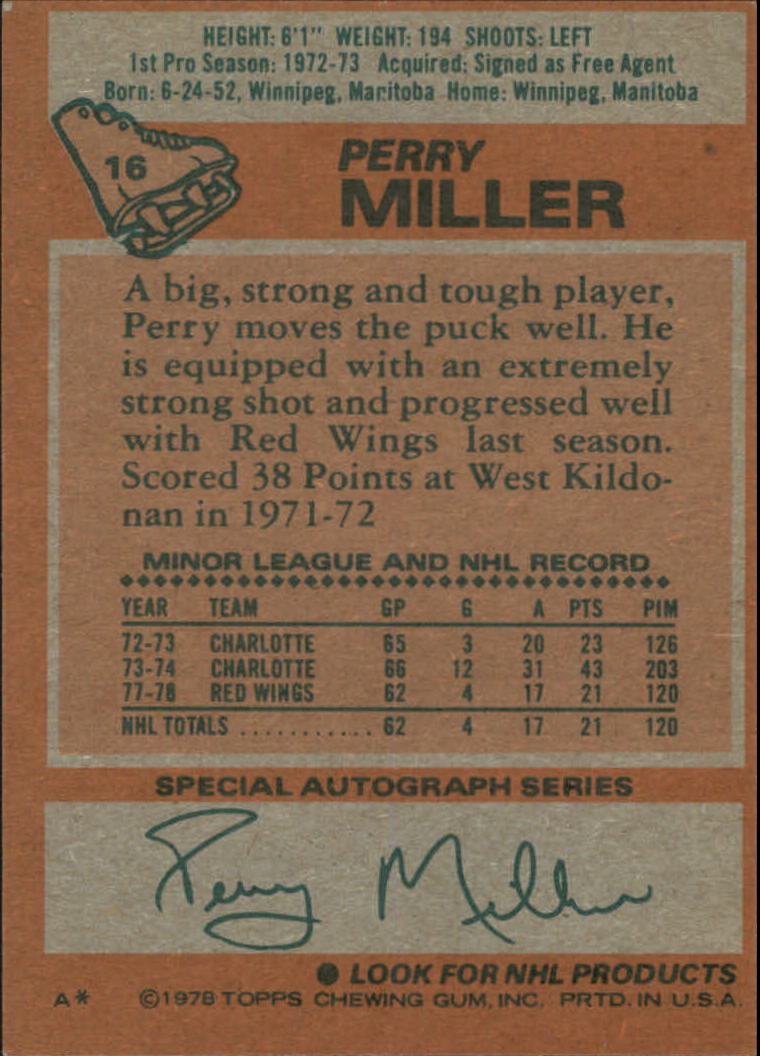 HEIGHT: 6'1" WEIGHT: 194 SHOOTS: LEFT
1st Pro Season: 1972-73 Acquired: Signed as Free Agent
Born: 6-24-52, Winnipeg, Maritoba Home: Winnipeg, Manitoba
16
PERRY
MILLER
A big, strong and tough player,
Perry moves the puck well. He
is equipped with an extremely
strong shot and progressed well
with Red Wings last season.
Scored 38 Points at West Kildo-
nan in 1971-72
MINOR LEAGUE AND NHL RECORD
YEAR TEAM GP G A PTS PIM
72-73 CHARLOTTE 65 3 20 23 126
73-74 CHARLOTTE 66 12 31 43 203
77-78 RED WINGS 62 4 17 21 120
NHL TOTALS ........... 62 4 17 21 120
SPECIAL AUTOGRAPH SERIES
Perry Miller
● LOOK FOR NHL PRODUCTS
A* ©1978 TOPPS CHEWING GUM, INC. PRTD. IN U.S.A.